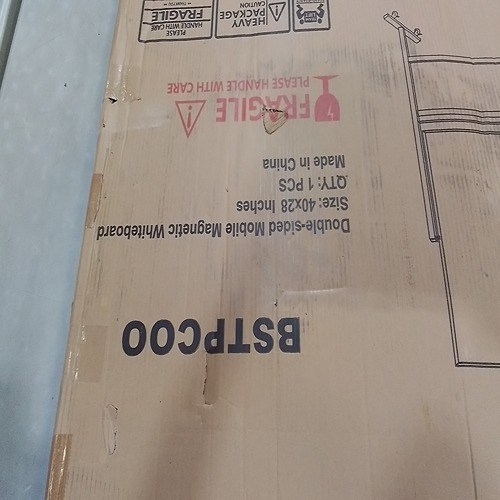 BSTPCOO
Double-sided Mobile Magnetic Whiteboard
Size: 40x28 Inches
QTY: 1 PCS
Made in China
FRAGILE
PLEASE HANDLE WITH CARE
HEAVY
PACKAGE
CAUTION
PLEASE
HANDLE WITH CARE
FRAGILE